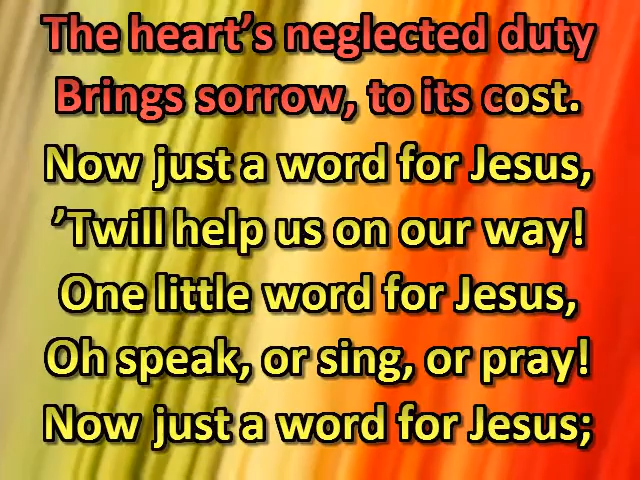 The heart’s neglected duty
Brings sorrow, to its cost.
Now just a word for Jesus,
’Twill help us on our way!
One little word for Jesus,
Oh speak, or sing, or pray!
Now just a word for Jesus;